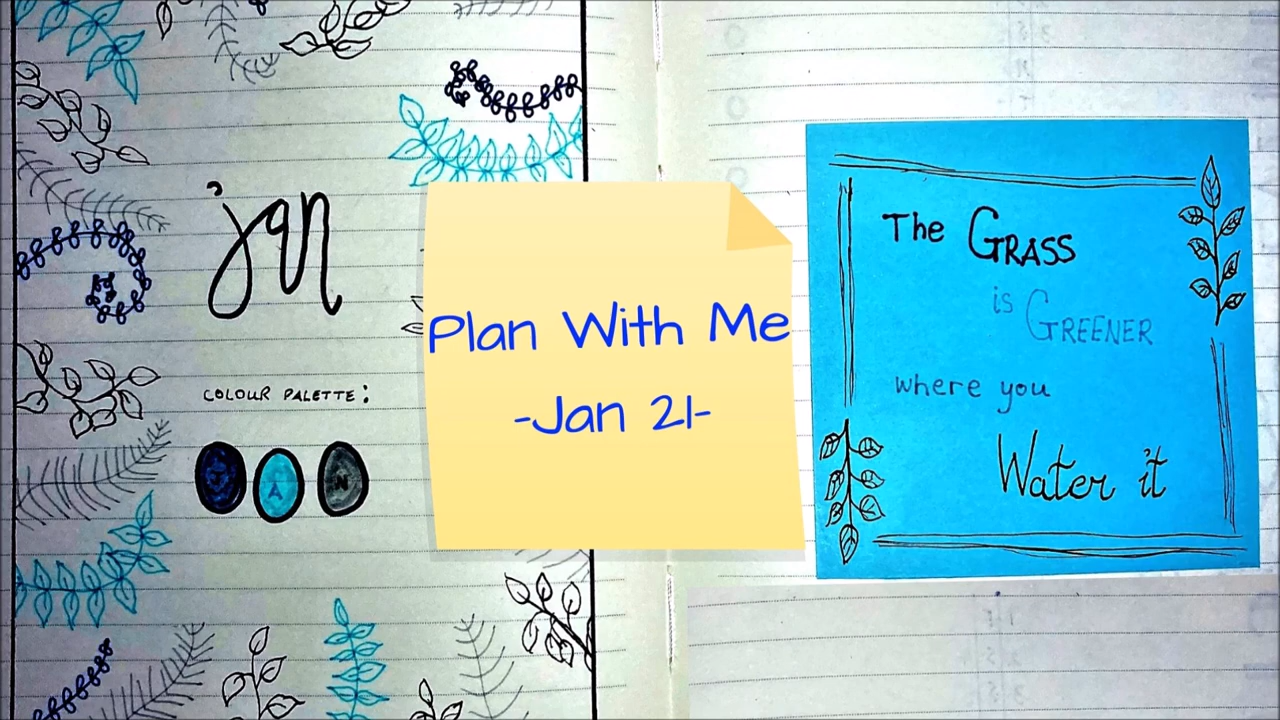 jan
COLOUR PALETTE:
J A N
Plan With Me
-Jan 21-
The GRASS
is GREENER
where you
Water it